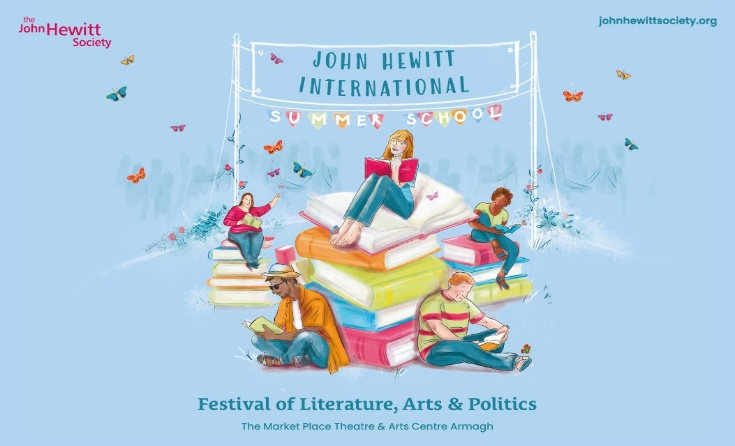 the
John Hewitt
Society
johnhewittsociety.org
JOHN HEWITT
INTERNATIONAL
SUMMER SCHOOL
Festival of Literature, Arts & Politics
The Market Place Theatre & Arts Centre Armagh